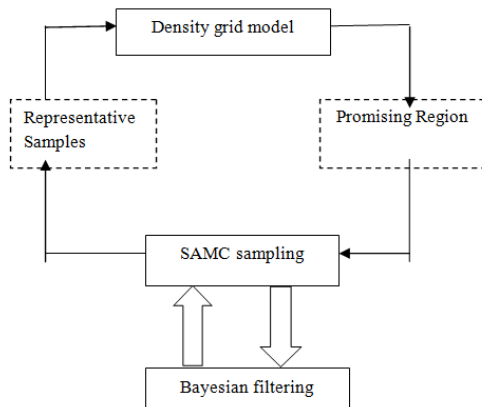 Density grid model
Representative
Samples
Promising Region
SAMC sampling
Bayesian filtering